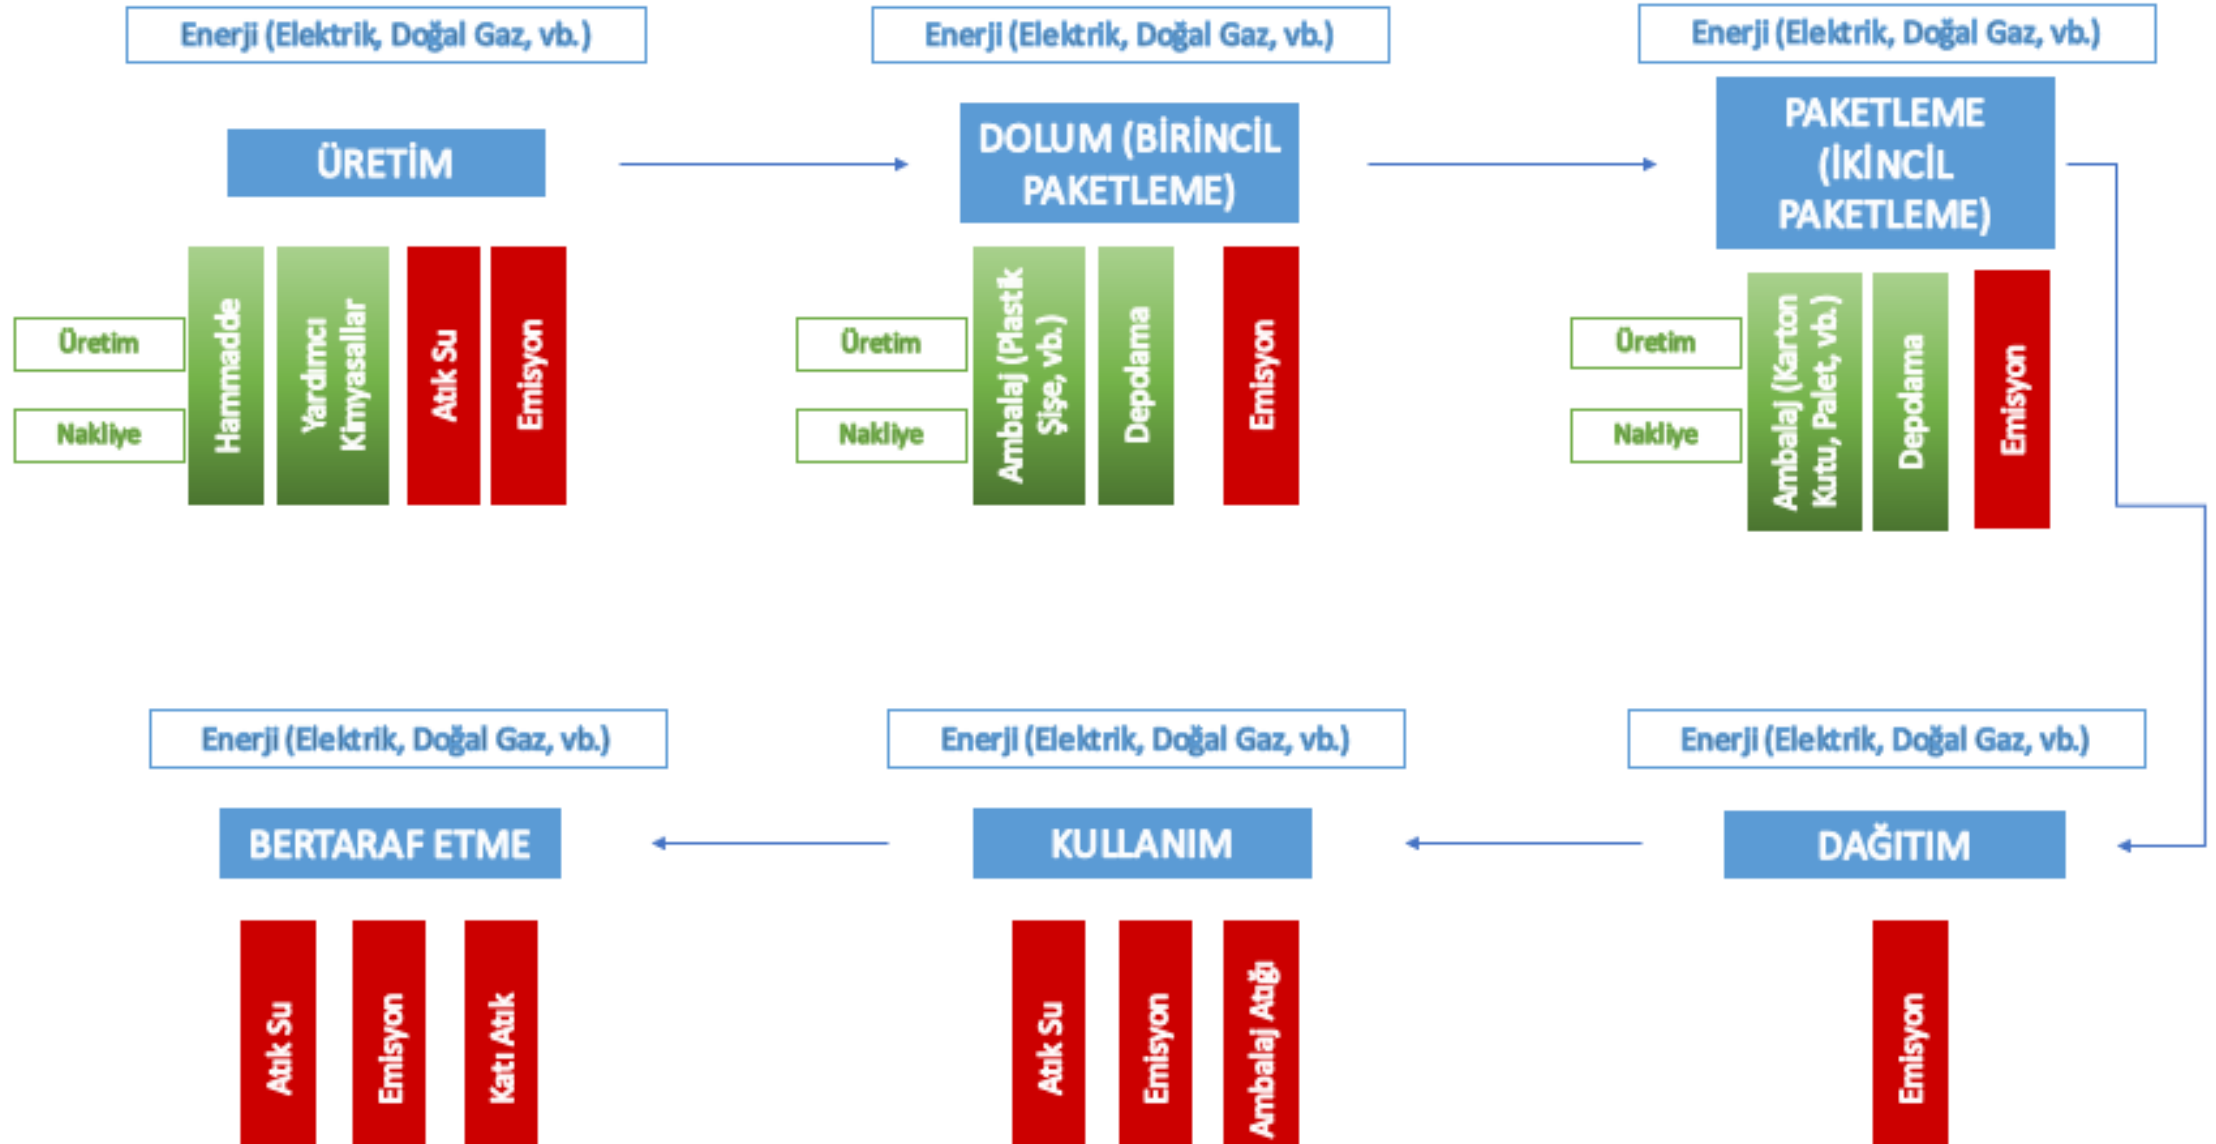 Enerji (Elektrik, Doğal Gaz, vb.)
Enerji (Elektrik, Doğal Gaz, vb.)
Enerji (Elektrik, Doğal Gaz, vb.)
ÜRETİM
DOLUM (BİRİNCİL
PAKETLEME)
PAKETLEME
(İKİNCİL
PAKETLEME)
Üretim
Nakliye
Hammadde
Yardımcı
Kimyasallar
Atık Su
Emisyon
Üretim
Nakliye
Ambalaj (Plastik
Şişe, vb.)
Depolama
Emisyon
Üretim
Nakliye
Ambalaj (Karton
Kutu, Palet, vb.)
Depolama
Emisyon
Enerji (Elektrik, Doğal Gaz, vb.)
Enerji (Elektrik, Doğal Gaz, vb.)
Enerji (Elektrik, Doğal Gaz, vb.)
BERTARAF ETME
KULLANIM
DAĞITIM
Atık Su
Emisyon
Katı Atık
Atık Su
Emisyon
Ambalaj Atığı
Emisyon